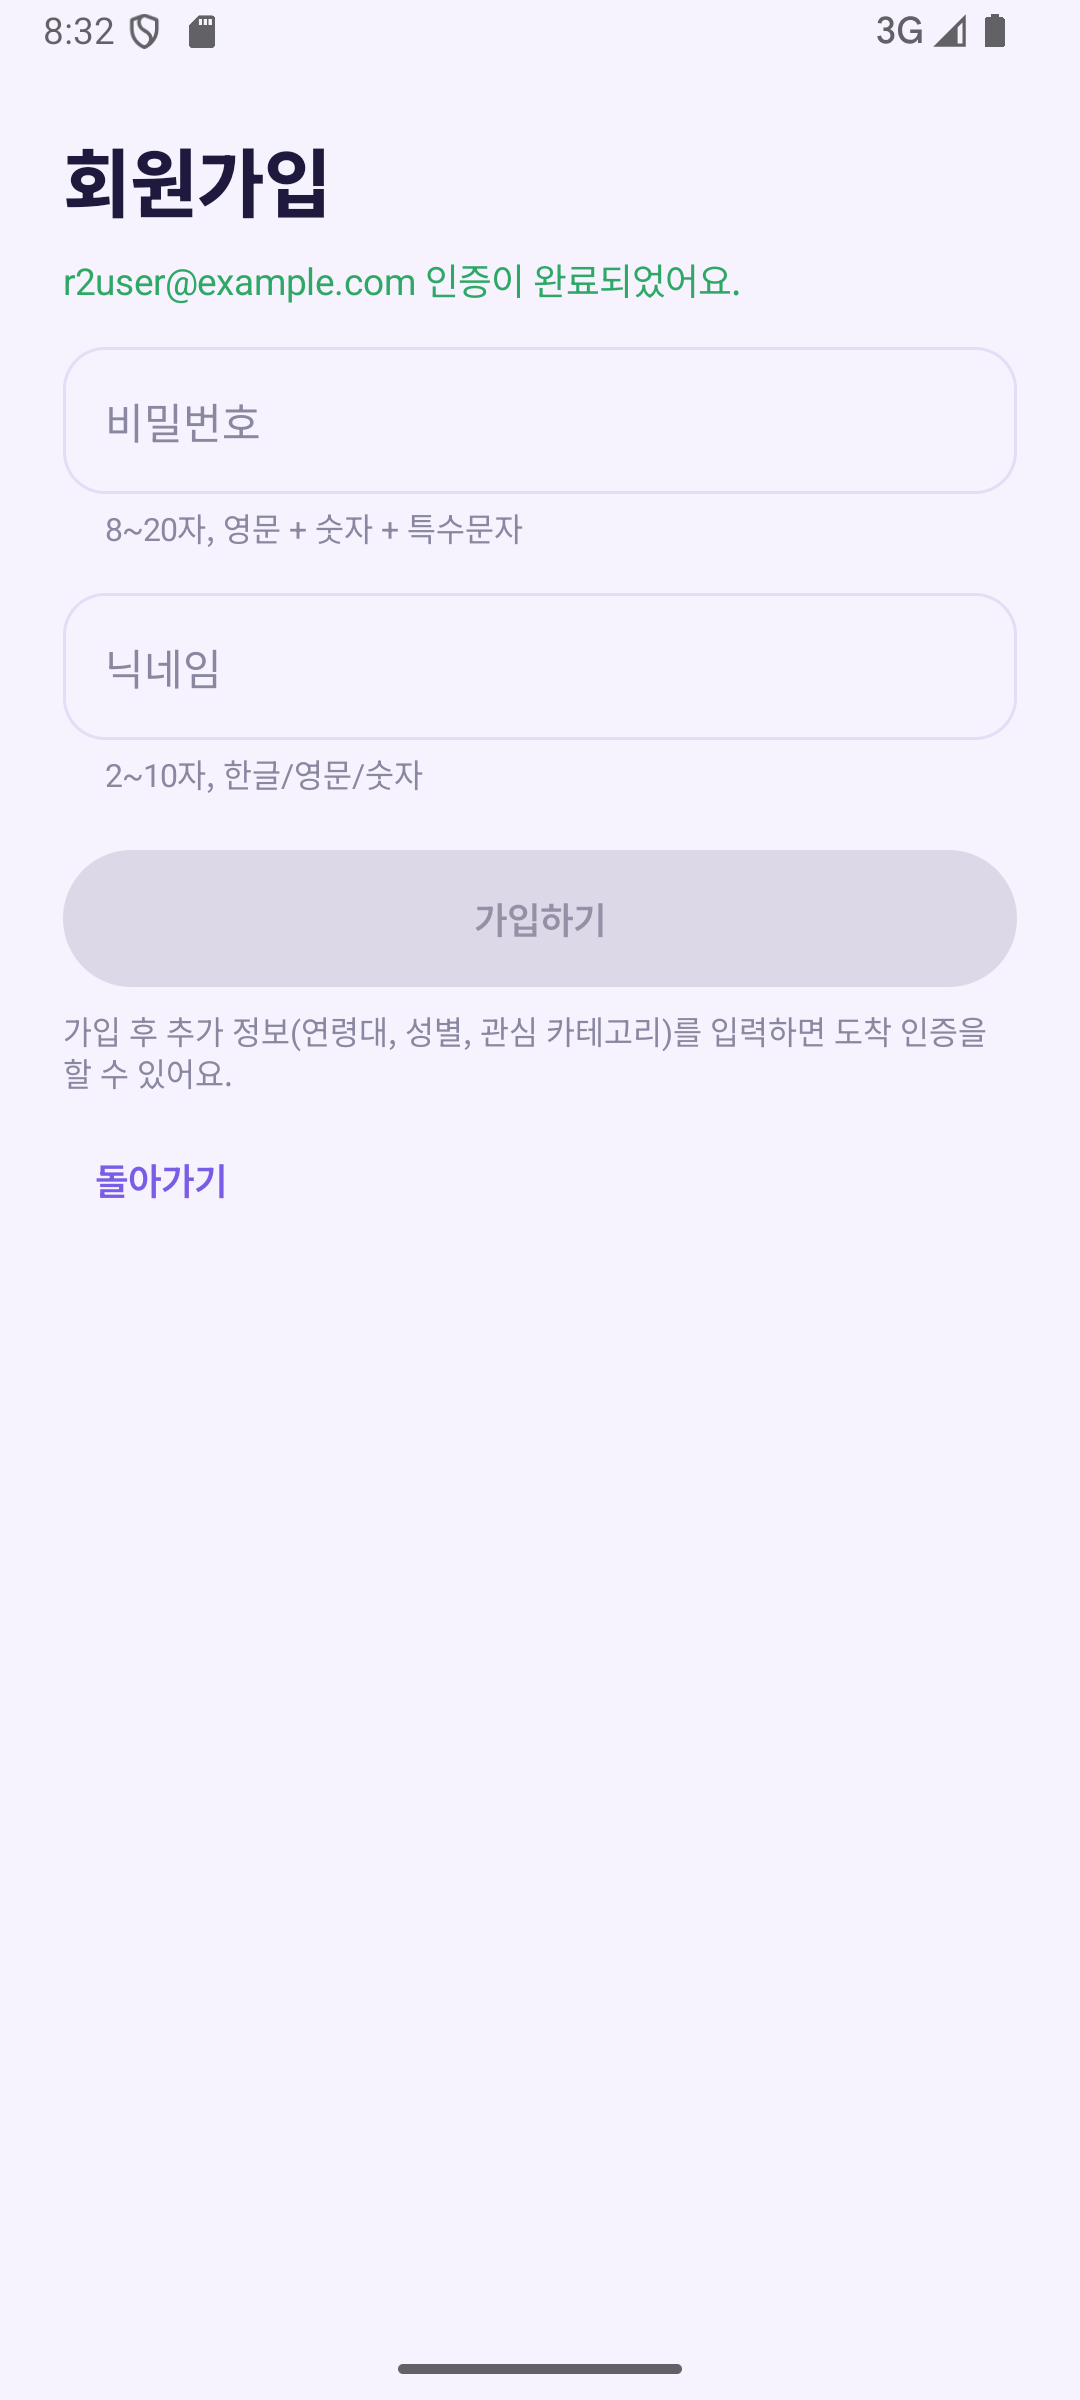 8:32
3G
회원가입
r2user@example.com 인증이 완료되었어요.
비밀번호
8~20자, 영문 + 숫자 + 특수문자
닉네임
2~10자, 한글/영문/숫자
가입하기
가입 후 추가 정보(연령대, 성별, 관심 카테고리)를 입력하면 도착 인증을
할 수 있어요.
돌아가기